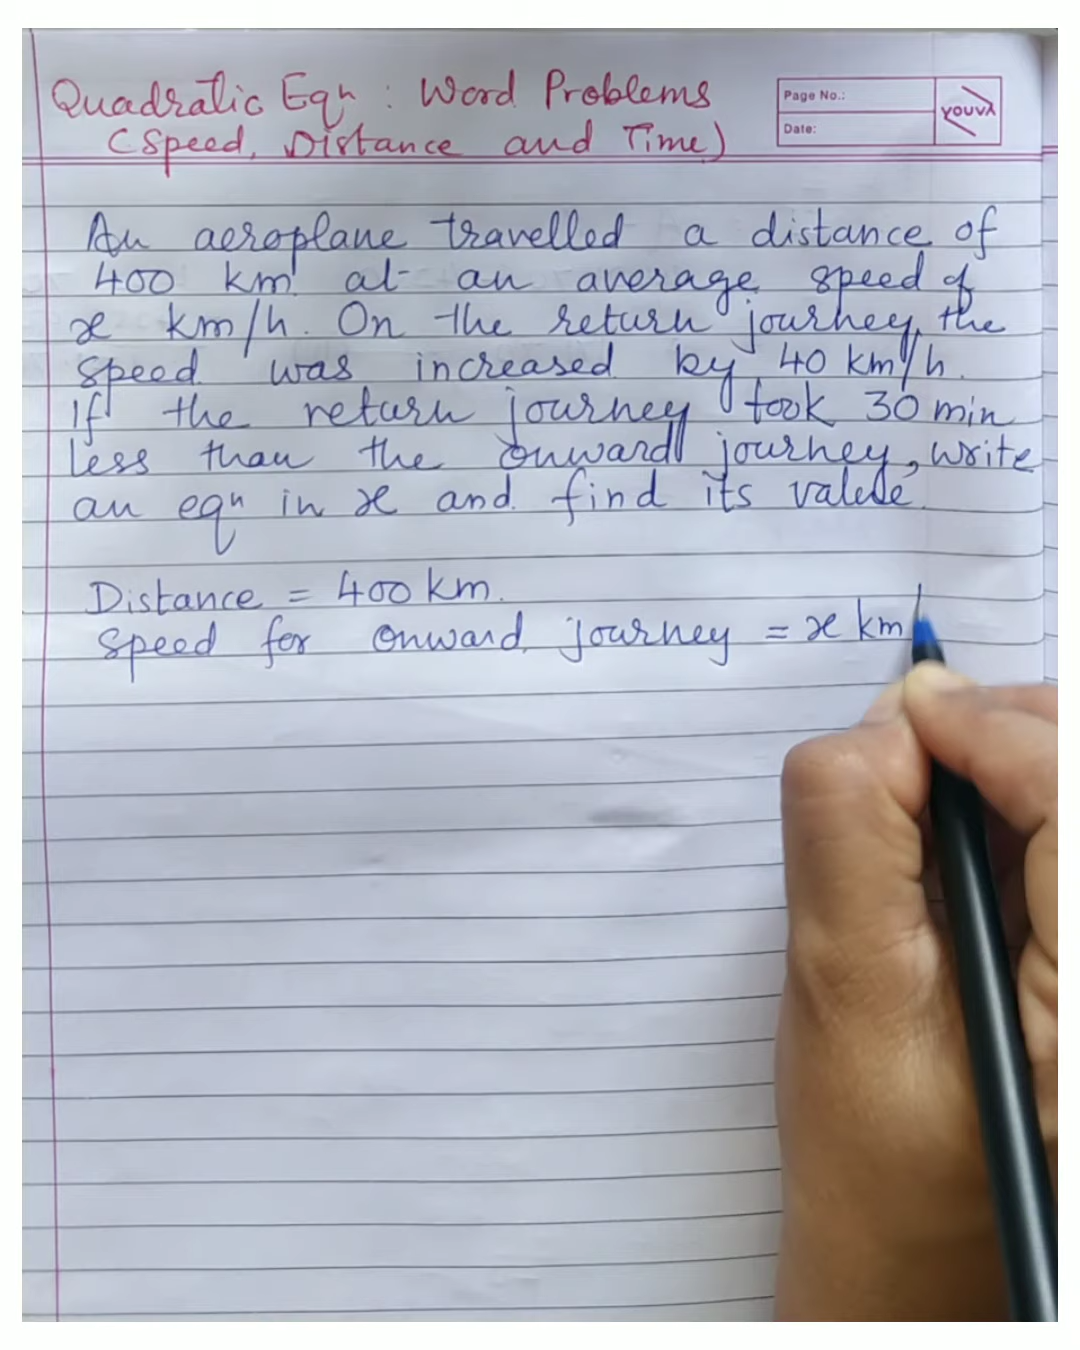 Quadratic Eqn : Word Problems
(Speed, Distance and Time)
Page No.:
Date:
youva
An aeroplane travelled a distance of
400 km at an average speed of
x km/h. On the return journey, the
speed was increased by 40 km/h.
If the return journey took 30 min
less than the onward journey, write
an eqn in x and find its value.
Distance = 400 km.
Speed for onward journey = x km/